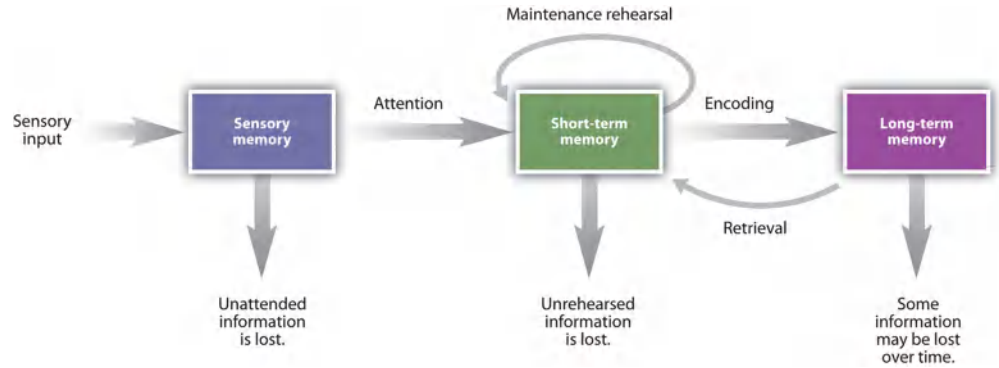 Maintenance rehearsal
Sensory
input
Sensory
memory
Attention
Short-term
memory
Encoding
Long-term
memory
Retrieval
Unattended
information
is lost.
Unrehearsed
information
is lost.
Some
information
may be lost
over time.